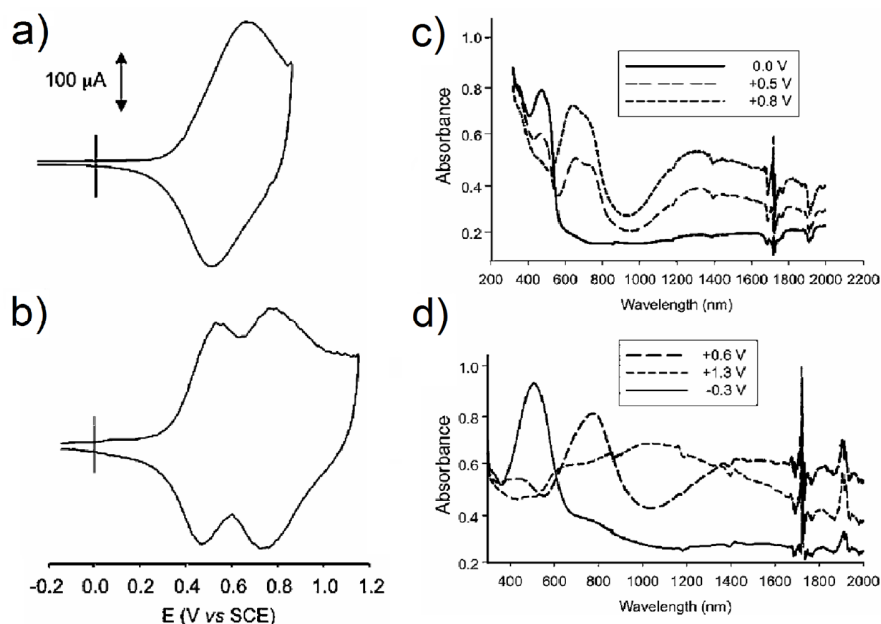 a)
100 µA
b)
-0.2 0.0 0.2 0.4 0.6 0.8 1.0 1.2
E (V vs SCE)
c)
0.0 V
+0.5 V
+0.8 V
Absorbance
1.0
0.8
0.6
0.4
0.2
200 400 600 800 1000 1200 1400 1600 1800 2000 2200
Wavelength (nm)
d)
+0.6 V
+1.3 V
-0.3 V
Absorbance
1.0
0.8
0.6
0.4
0.2
400 600 800 1000 1200 1400 1600 1800 2000
Wavelength (nm)